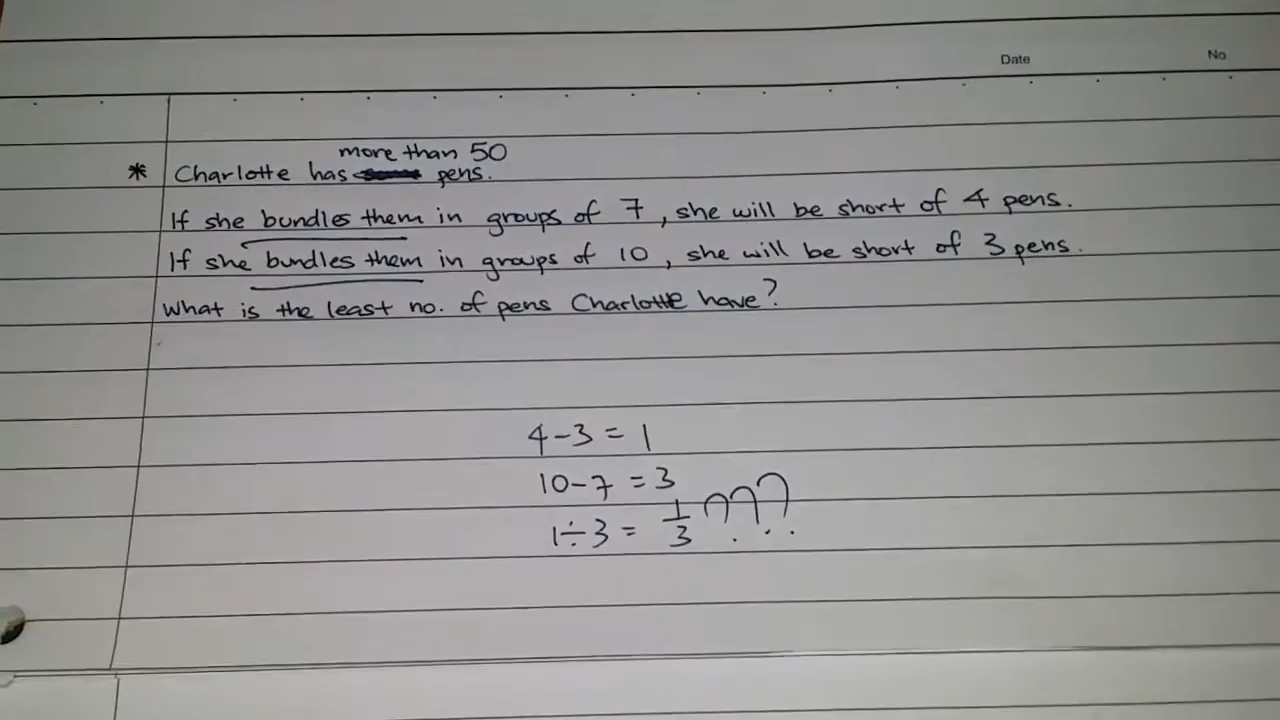 Date No
more than 50
* Charlotte has pens.
If she bundles them in groups of 7, she will be short of 4 pens.
If she bundles them in groups of 10, she will be short of 3 pens.
What is the least no. of pens Charlotte have?
4-3 = 1
10-7 = 3
1÷3 = 1/3 ???